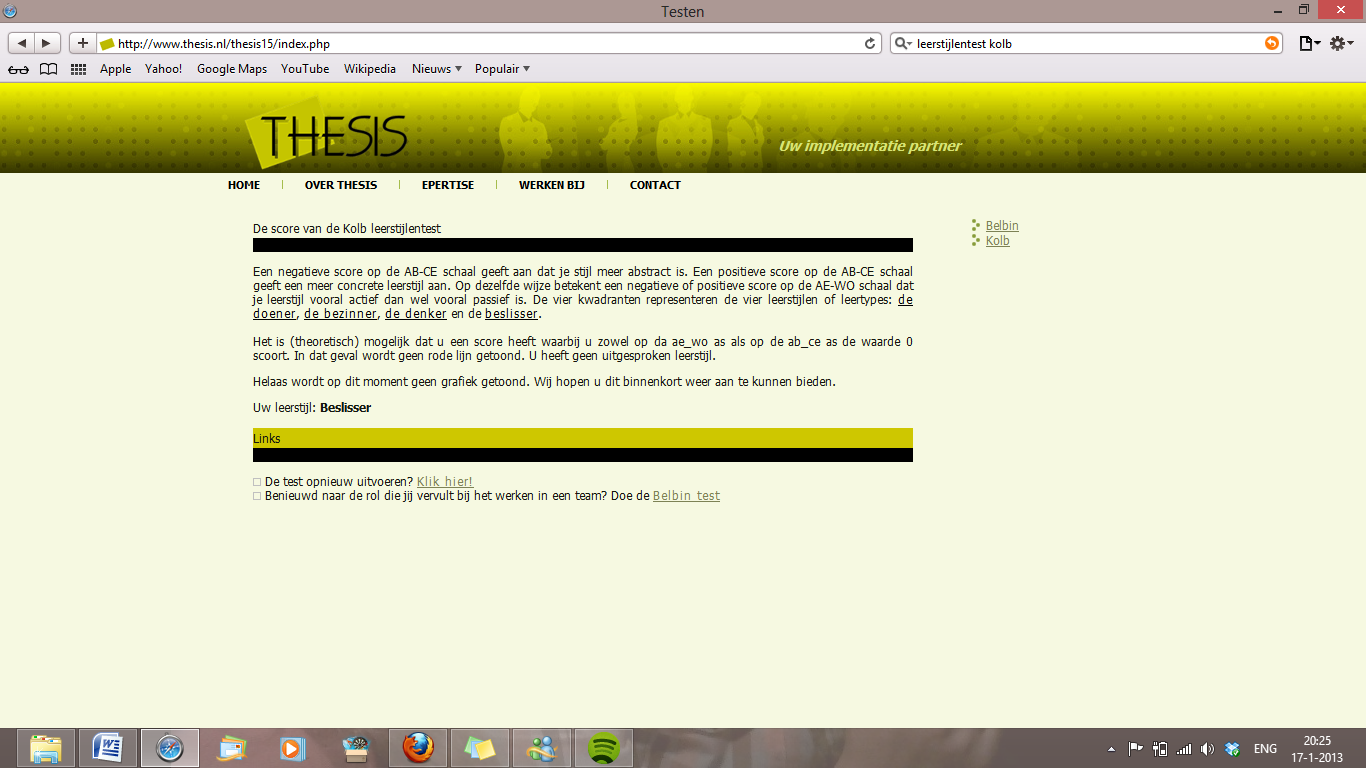 Testen
http://www.thesis.nl/thesis15/index.php
leerstijlentest kolb
Apple Yahoo! Google Maps YouTube Wikipedia Nieuws Populair
THESIS
Uw implementatie partner
HOME OVER THESIS EPERTISE WERKEN BIJ CONTACT
De score van de Kolb leerstijlentest
Belbin
Kolb
Een negatieve score op de AB-CE schaal geeft aan dat je stijl meer abstract is. Een positieve score op de AB-CE schaal
geeft een meer concrete leerstijl aan. Op dezelfde wijze betekent een negatieve of positieve score op de AE-WO schaal dat
je leerstijl vooral actief dan wel vooral passief is. De vier kwadranten representeren de vier leerstijlen of leertypes: de
doener, de bezinner, de denker en de beslisser.
Het is (theoretisch) mogelijk dat u een score heeft waarbij u zowel op da ae_wo as als op de ab_ce as de waarde 0
scoort. In dat geval wordt geen rode lijn getoond. U heeft geen uitgesproken leerstijl.
Helaas wordt op dit moment geen grafiek getoond. Wij hopen u dit binnenkort weer aan te kunnen bieden.
Uw leerstijl: Beslisser
Links
De test opnieuw uitvoeren? Klik hier!
Benieuwd naar de rol die jij vervult bij het werken in een team? Doe de Belbin test
ENG
20:25
17-1-2013